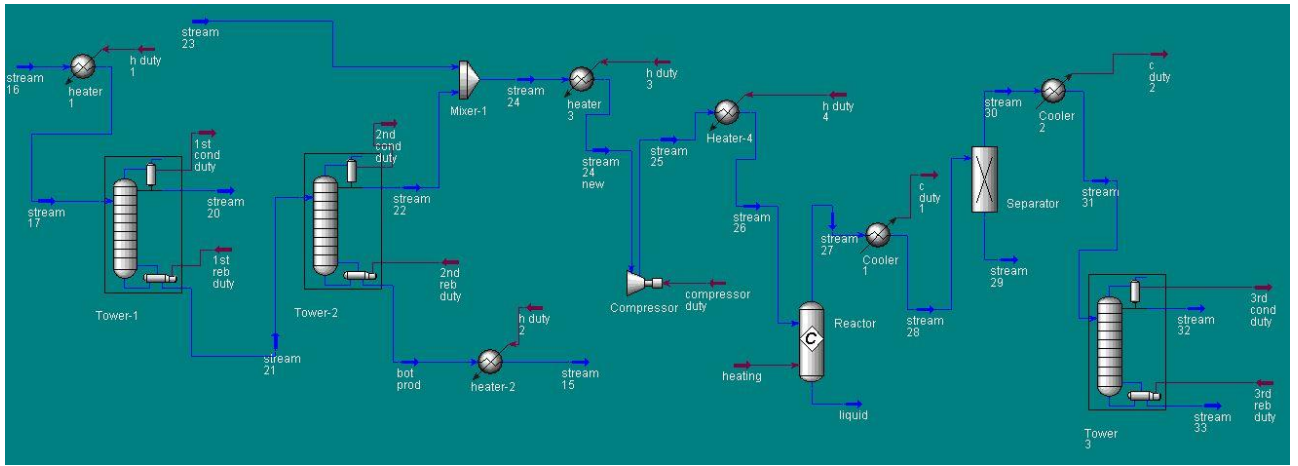 stream
23
stream
16
heater
1
h duty
1
stream
17
1st
cond
duty
stream
20
1st
reb
duty
Tower-1
stream
21
2nd
cond
duty
stream
22
2nd
reb
duty
Tower-2
bot
prod
heater-2
h duty
2
stream
15
Mixer-1
stream
24
heater
3
h duty
3
stream
24
new
Compressor
compressor
duty
stream
25
Heater-4
h duty
4
stream
26
heating
Reactor
C
liquid
stream
27
Cooler
1
c
duty
1
stream
28
Separator
stream
29
stream
30
Cooler
2
c
duty
2
stream
31
Tower
3
3rd
cond
duty
stream
32
3rd
reb
duty
stream
33